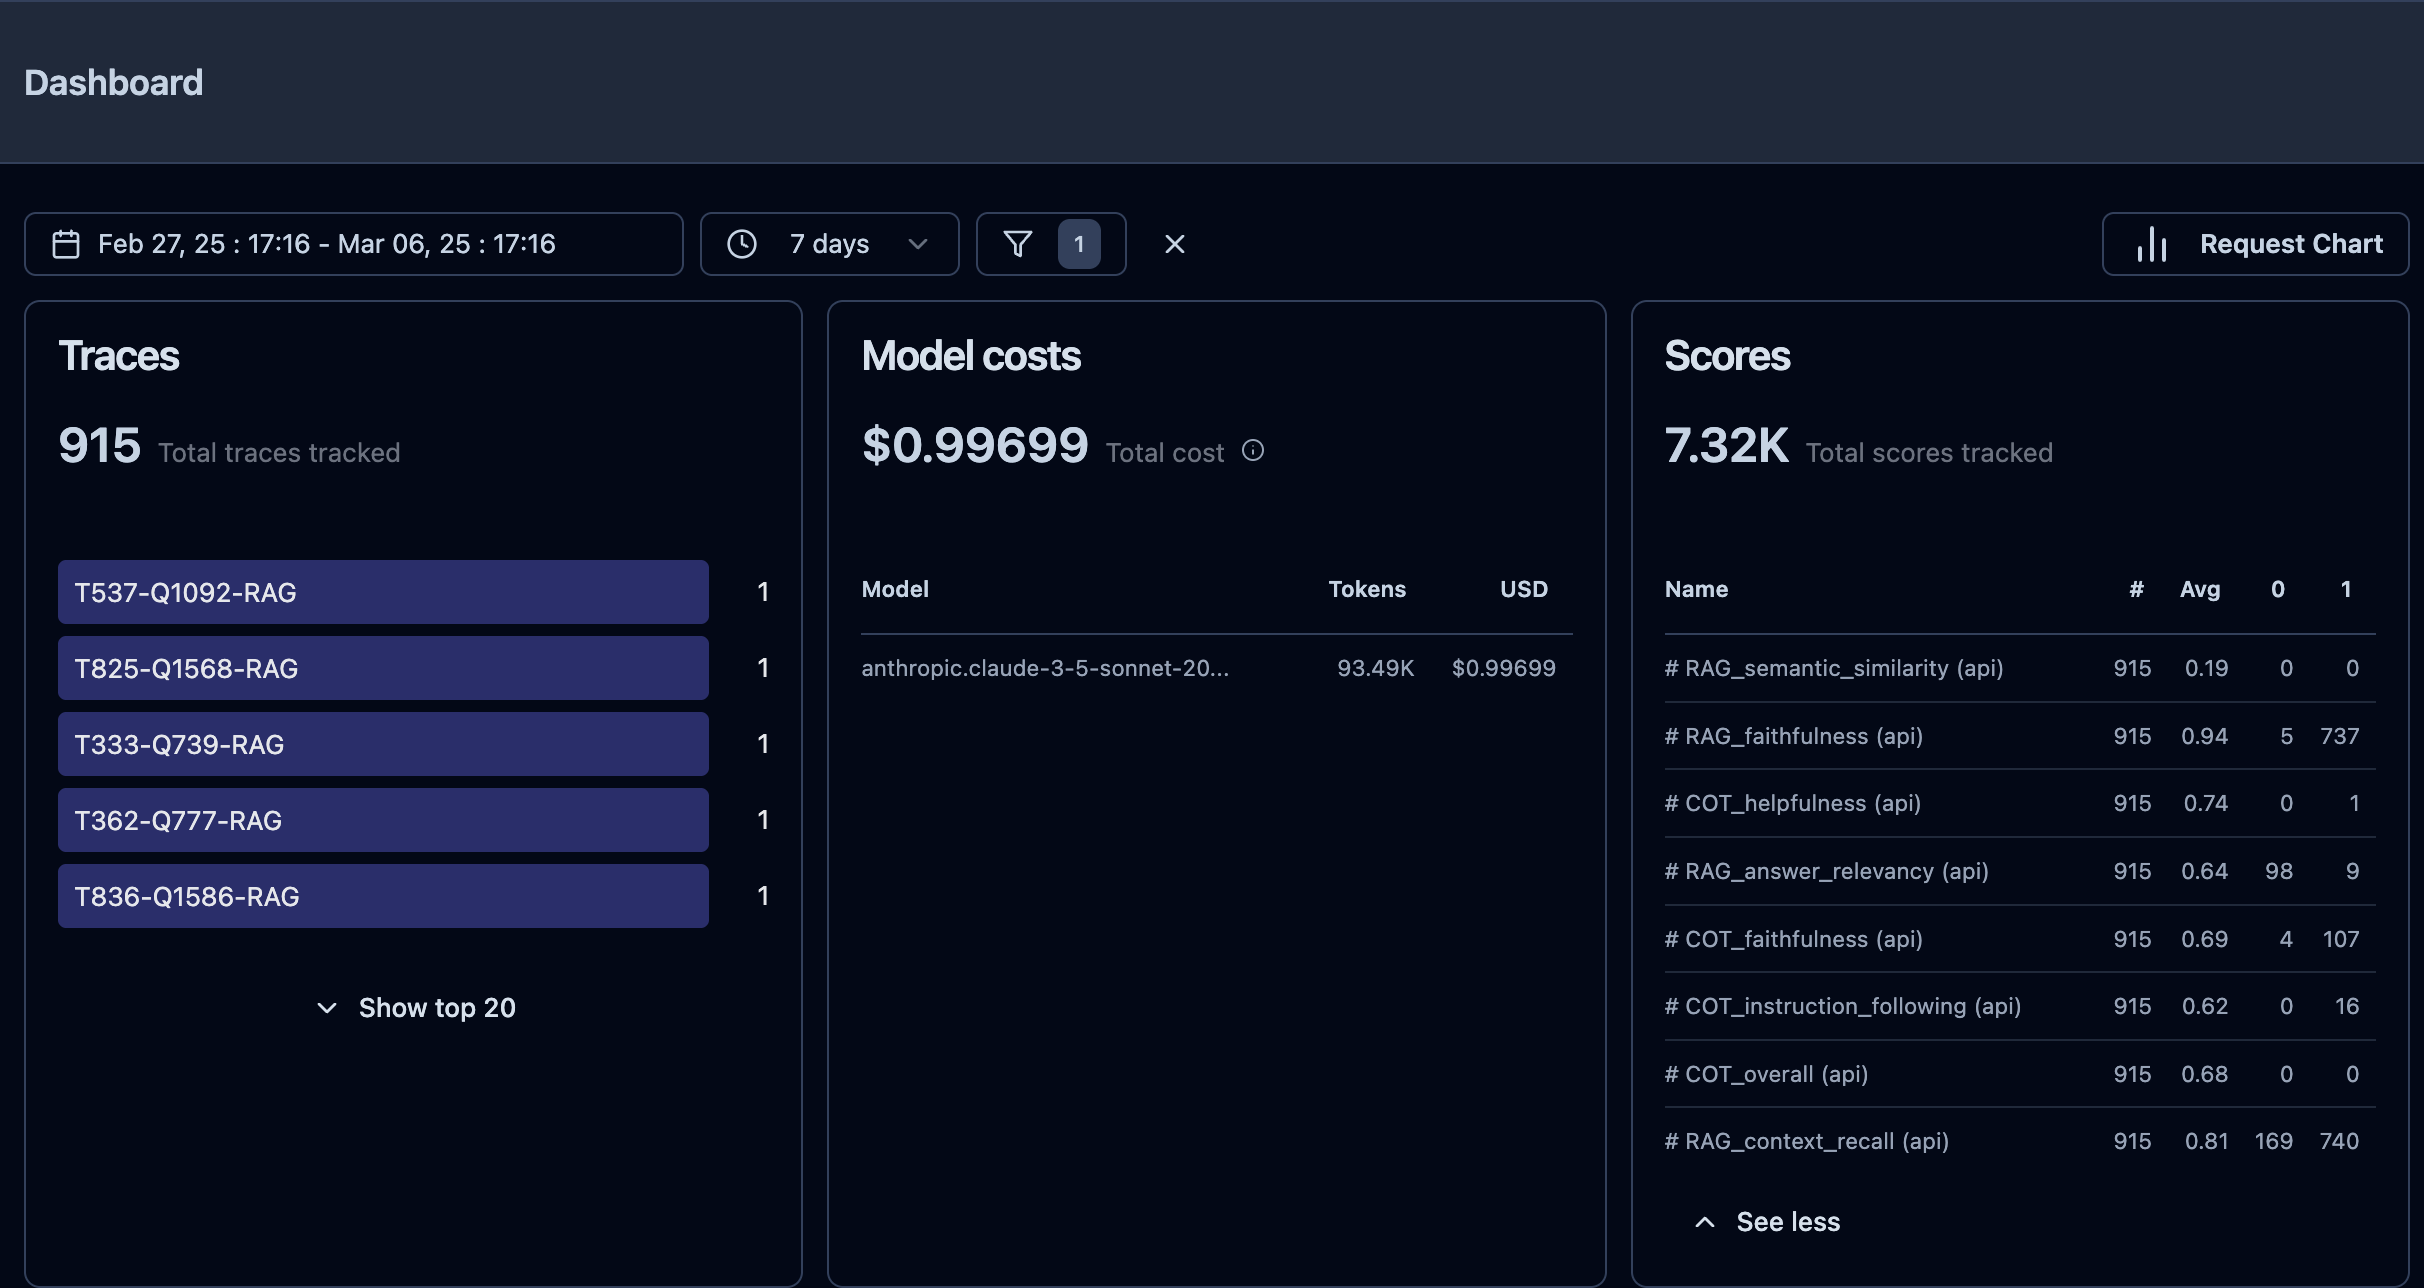 Dashboard
Feb 27, 25 : 17:16 - Mar 06, 25 : 17:16
7 days
1
Request Chart
Traces
915 Total traces tracked
T537-Q1092-RAG 1
T825-Q1568-RAG 1
T333-Q739-RAG 1
T362-Q777-RAG 1
T836-Q1586-RAG 1
Show top 20
Model costs
$0.99699 Total cost
Model Tokens USD
anthropic.claude-3-5-sonnet-20... 93.49K $0.99699
Scores
7.32K Total scores tracked
Name # Avg 0 1
# RAG_semantic_similarity (api) 915 0.19 0 0
# RAG_faithfulness (api) 915 0.94 5 737
# COT_helpfulness (api) 915 0.74 0 1
# RAG_answer_relevancy (api) 915 0.64 98 9
# COT_faithfulness (api) 915 0.69 4 107
# COT_instruction_following (api) 915 0.62 0 16
# COT_overall (api) 915 0.68 0 0
# RAG_context_recall (api) 915 0.81 169 740
See less